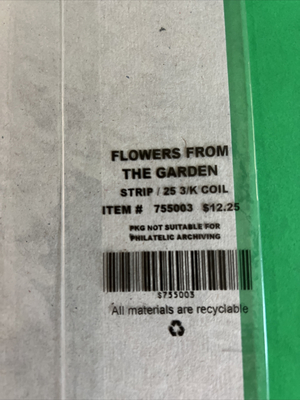 FLOWERS FROM
THE GARDEN
STRIP / 25 3/K COIL
ITEM # 755003 $12.25
PKG NOT SUITABLE FOR
PHILATELIC ARCHIVING
S755003
All materials are recyclable